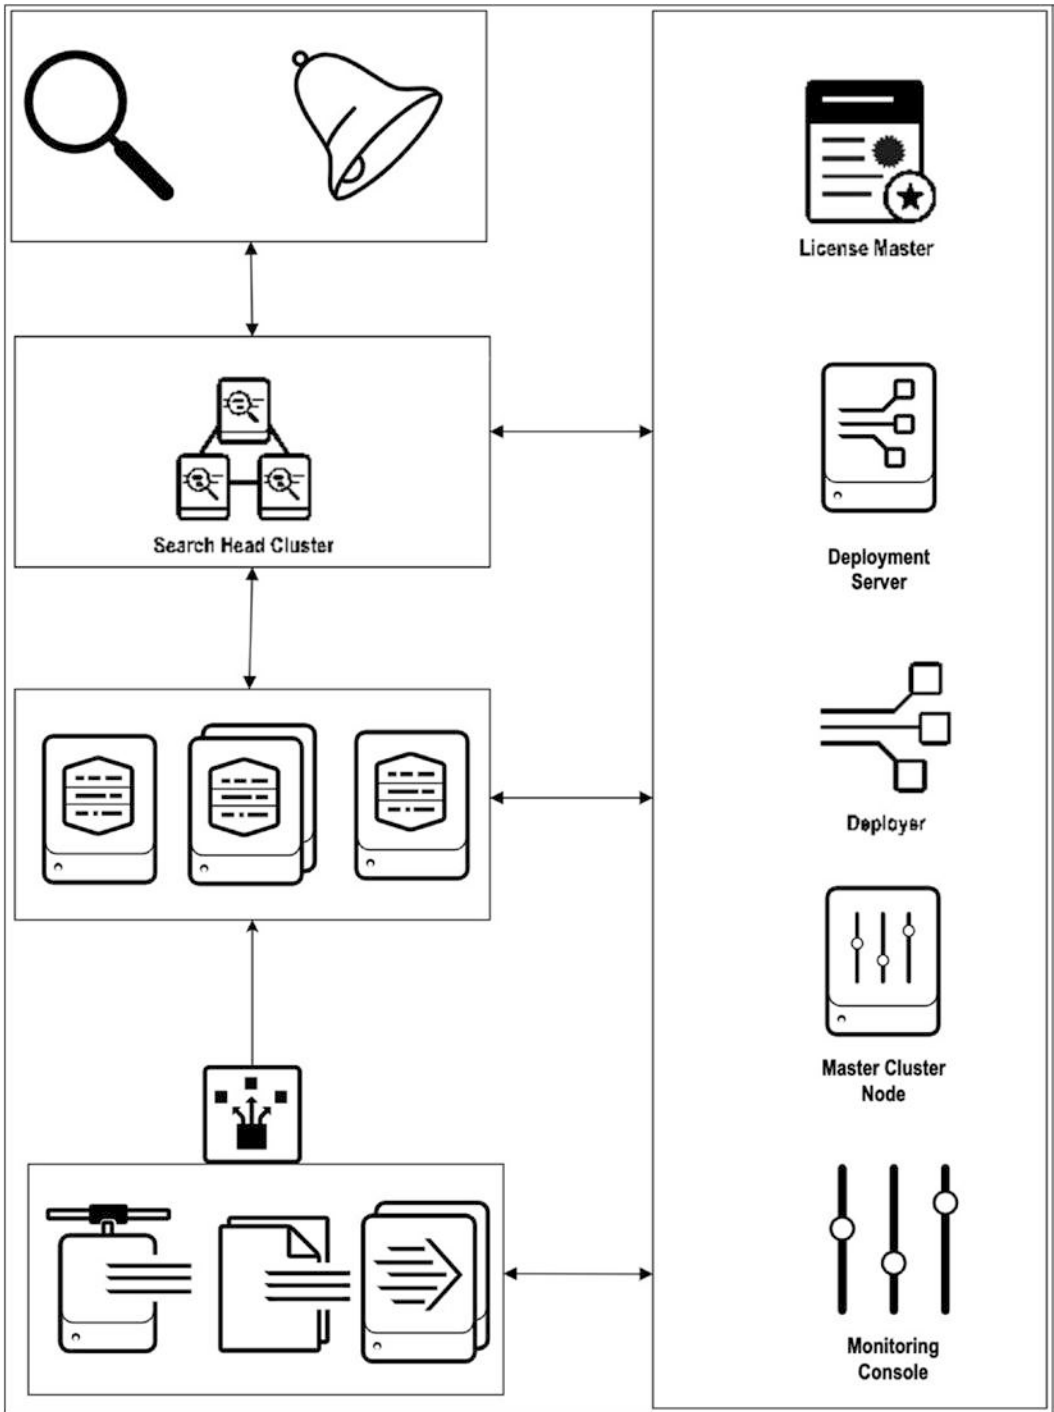 License Master
Search Head Cluster
Deployment
Server
Deployer
Master Cluster
Node
Monitoring
Console